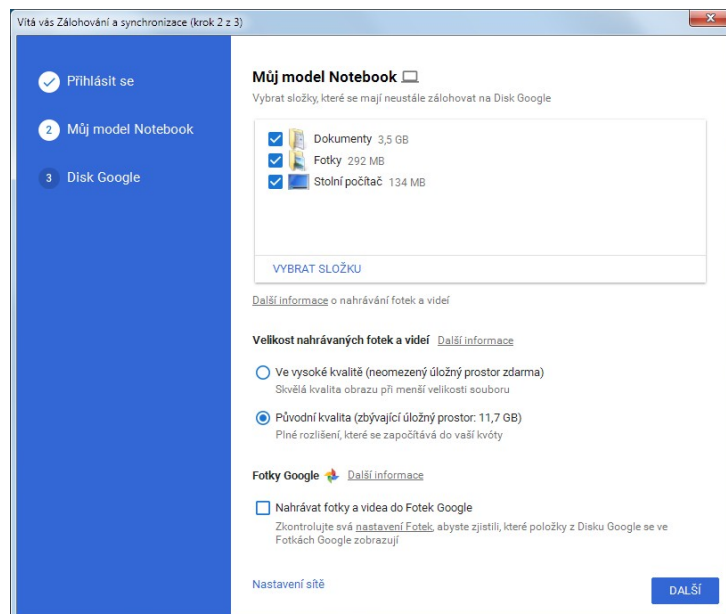 Vítá vás Zálohování a synchronizace (krok 2 z 3)
Přihlásit se
2 Můj model Notebook
3 Disk Google
Můj model Notebook
Vybrat složky, které se mají neustále zálohovat na Disk Google
Dokumenty 3,5 GB
Fotky 292 MB
Stolní počítač 134 MB
VYBRAT SLOŽKU
Další informace o nahrávání fotek a videí
Velikost nahrávaných fotek a videí Další informace
Ve vysoké kvalitě (neomezený úložný prostor zdarma)
Skvělá kvalita obrazu při menší velikosti souboru
Původní kvalita (zbývající úložný prostor: 11,7 GB)
Plné rozlišení, které se započítává do vaší kvóty
Fotky Google Další informace
Nahrávat fotky a videa do Fotek Google
Zkontrolujte svá nastavení Fotek, abyste zjistili, které položky z Disku Google se ve
Fotkách Google zobrazují
Nastavení sítě
DALŠÍ